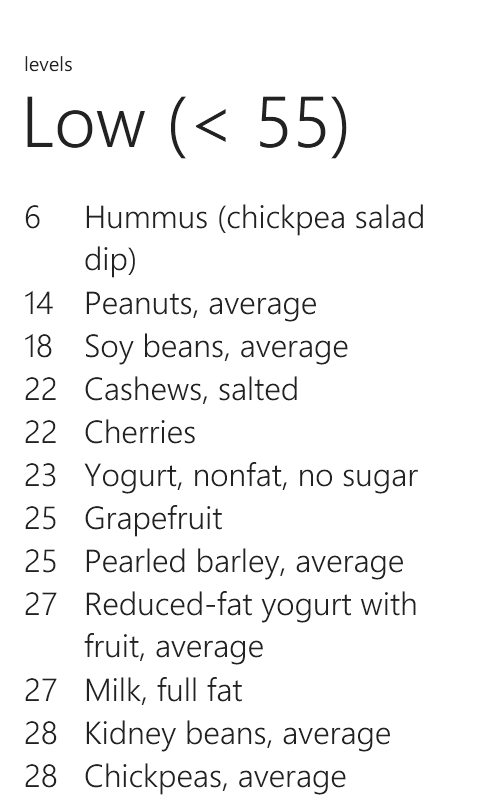 levels
Low (< 55)
6 Hummus (chickpea salad
dip)
14 Peanuts, average
18 Soy beans, average
22 Cashews, salted
22 Cherries
23 Yogurt, nonfat, no sugar
25 Grapefruit
25 Pearled barley, average
27 Reduced-fat yogurt with
fruit, average
27 Milk, full fat
28 Kidney beans, average
28 Chickpeas, average